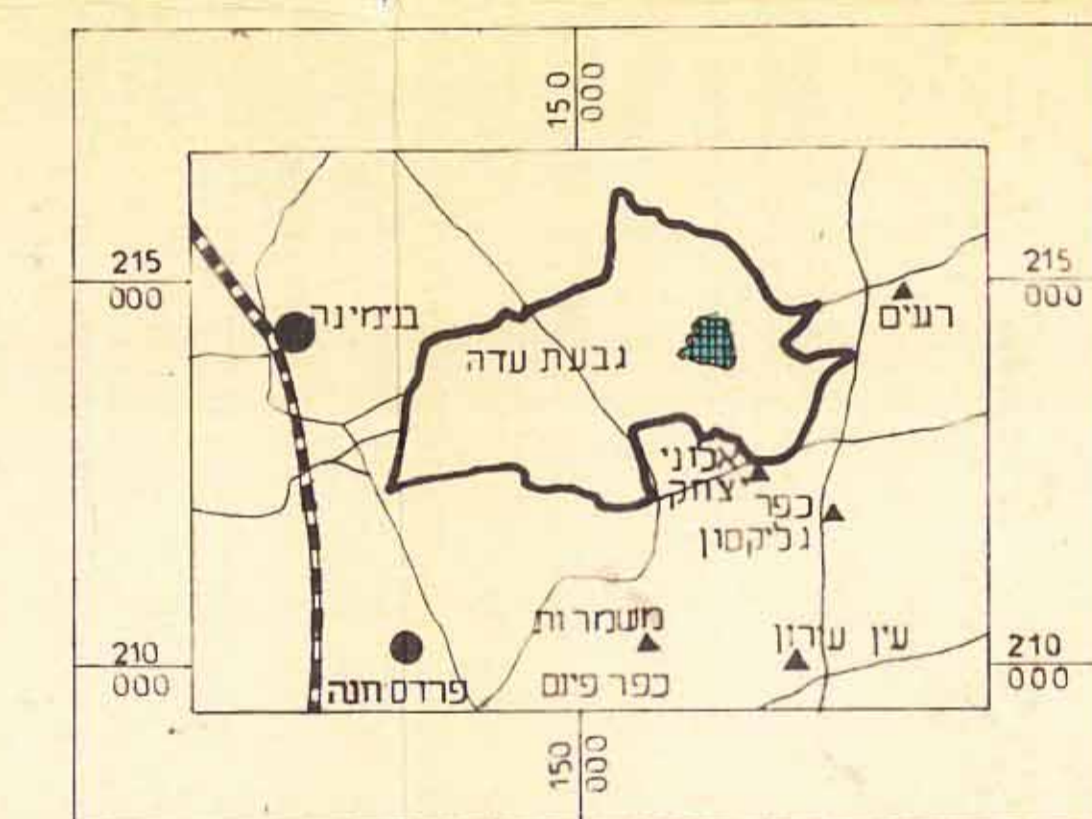 150
000
215
000
215
000
בנימינה
רעים
גבעת עדה
אלוני
יצחק
כפר
גליקסון
משמרות
עין עירון
210
000
210
000
פרדס חנה
כפר פינס
150
000